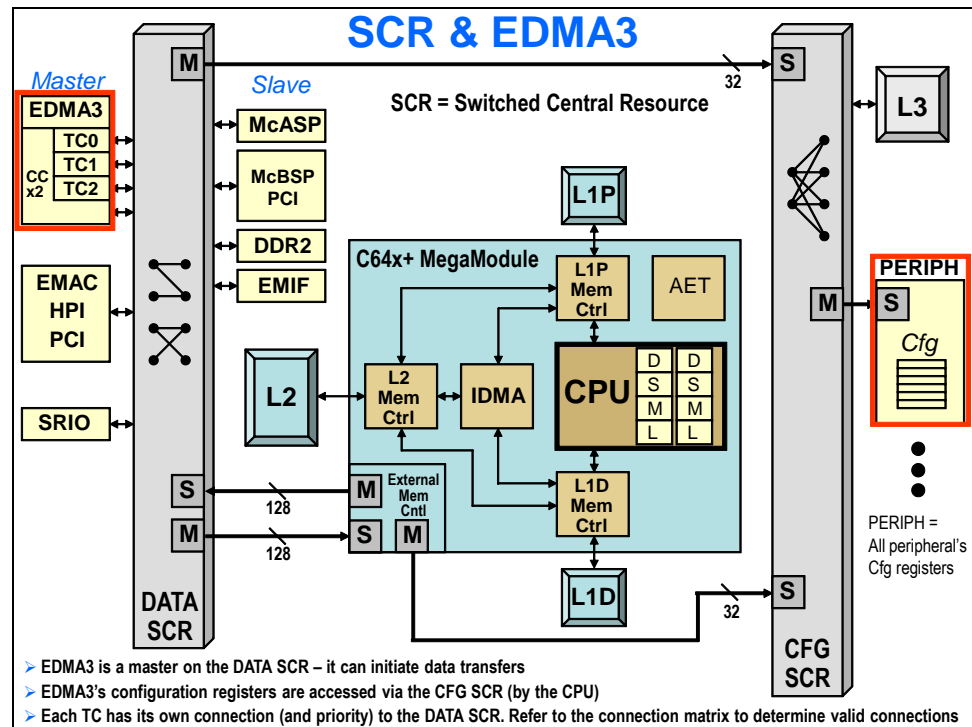 SCR & EDMA3
Master
EDMA3
CC
x2
TC0
TC1
TC2
EMAC
HPI
PCI
SRIO
M
S
M
DATA
SCR
Slave
McASP
McBSP
PCI
DDR2
EMIF
32
SCR = Switched Central Resource
L1P
C64x+ MegaModule
L1P
Mem
Ctrl
AET
L2
L2
Mem
Ctrl
IDMA
CPU
D D
S S
M M
L L
External
Mem
Cntl
M
S
M
128
128
L1D
Mem
Ctrl
L1D
32
S
M
S
CFG
SCR
L3
PERIPH
S
Cfg
PERIPH =
All peripheral's
Cfg registers
➢ EDMA3 is a master on the DATA SCR – it can initiate data transfers
➢ EDMA3's configuration registers are accessed via the CFG SCR (by the CPU)
➢ Each TC has its own connection (and priority) to the DATA SCR. Refer to the connection matrix to determine valid connections